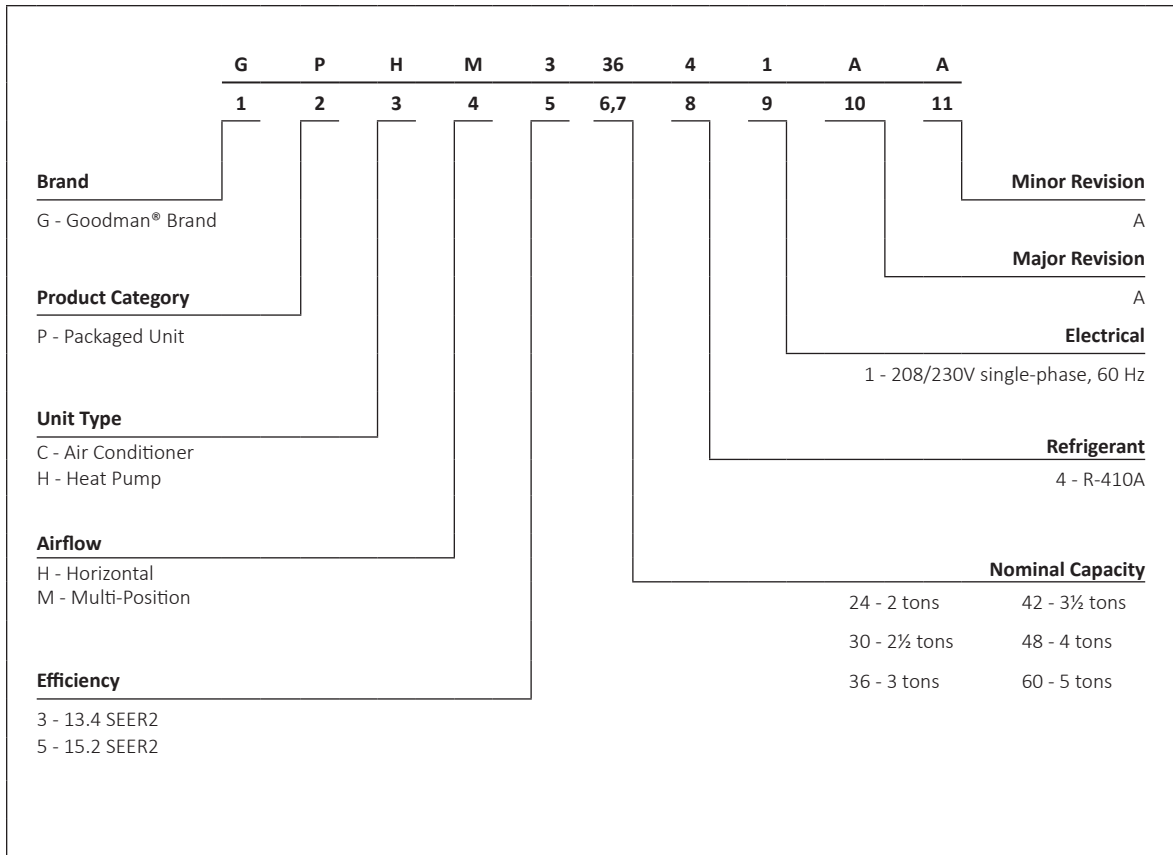 G P H M 3 36 4 1 A A
1 2 3 4 5 6,7 8 9 10 11
Brand
G - Goodman® Brand
Product Category
P - Packaged Unit
Unit Type
C - Air Conditioner
H - Heat Pump
Airflow
H - Horizontal
M - Multi-Position
Efficiency
3 - 13.4 SEER2
5 - 15.2 SEER2
Minor Revision
A
Major Revision
A
Electrical
1 - 208/230V single-phase, 60 Hz
Refrigerant
4 - R-410A
Nominal Capacity
24 - 2 tons 42 - 3½ tons
30 - 2½ tons 48 - 4 tons
36 - 3 tons 60 - 5 tons